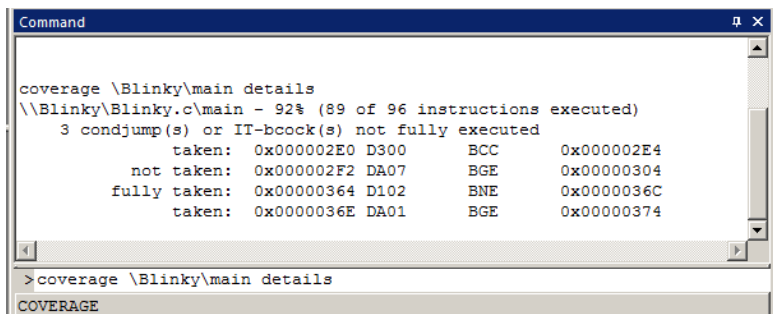 Command
coverage \Blinky\main details
\\Blinky\Blinky.c\main - 92% (89 of 96 instructions executed)
3 condjump(s) or IT-bcock(s) not fully executed
taken: 0x000002E0 D300 BCC 0x000002E4
not taken: 0x000002F2 DA07 BGE 0x00000304
fully taken: 0x00000364 D102 BNE 0x0000036C
taken: 0x0000036E DA01 BGE 0x00000374
>coverage \Blinky\main details
COVERAGE